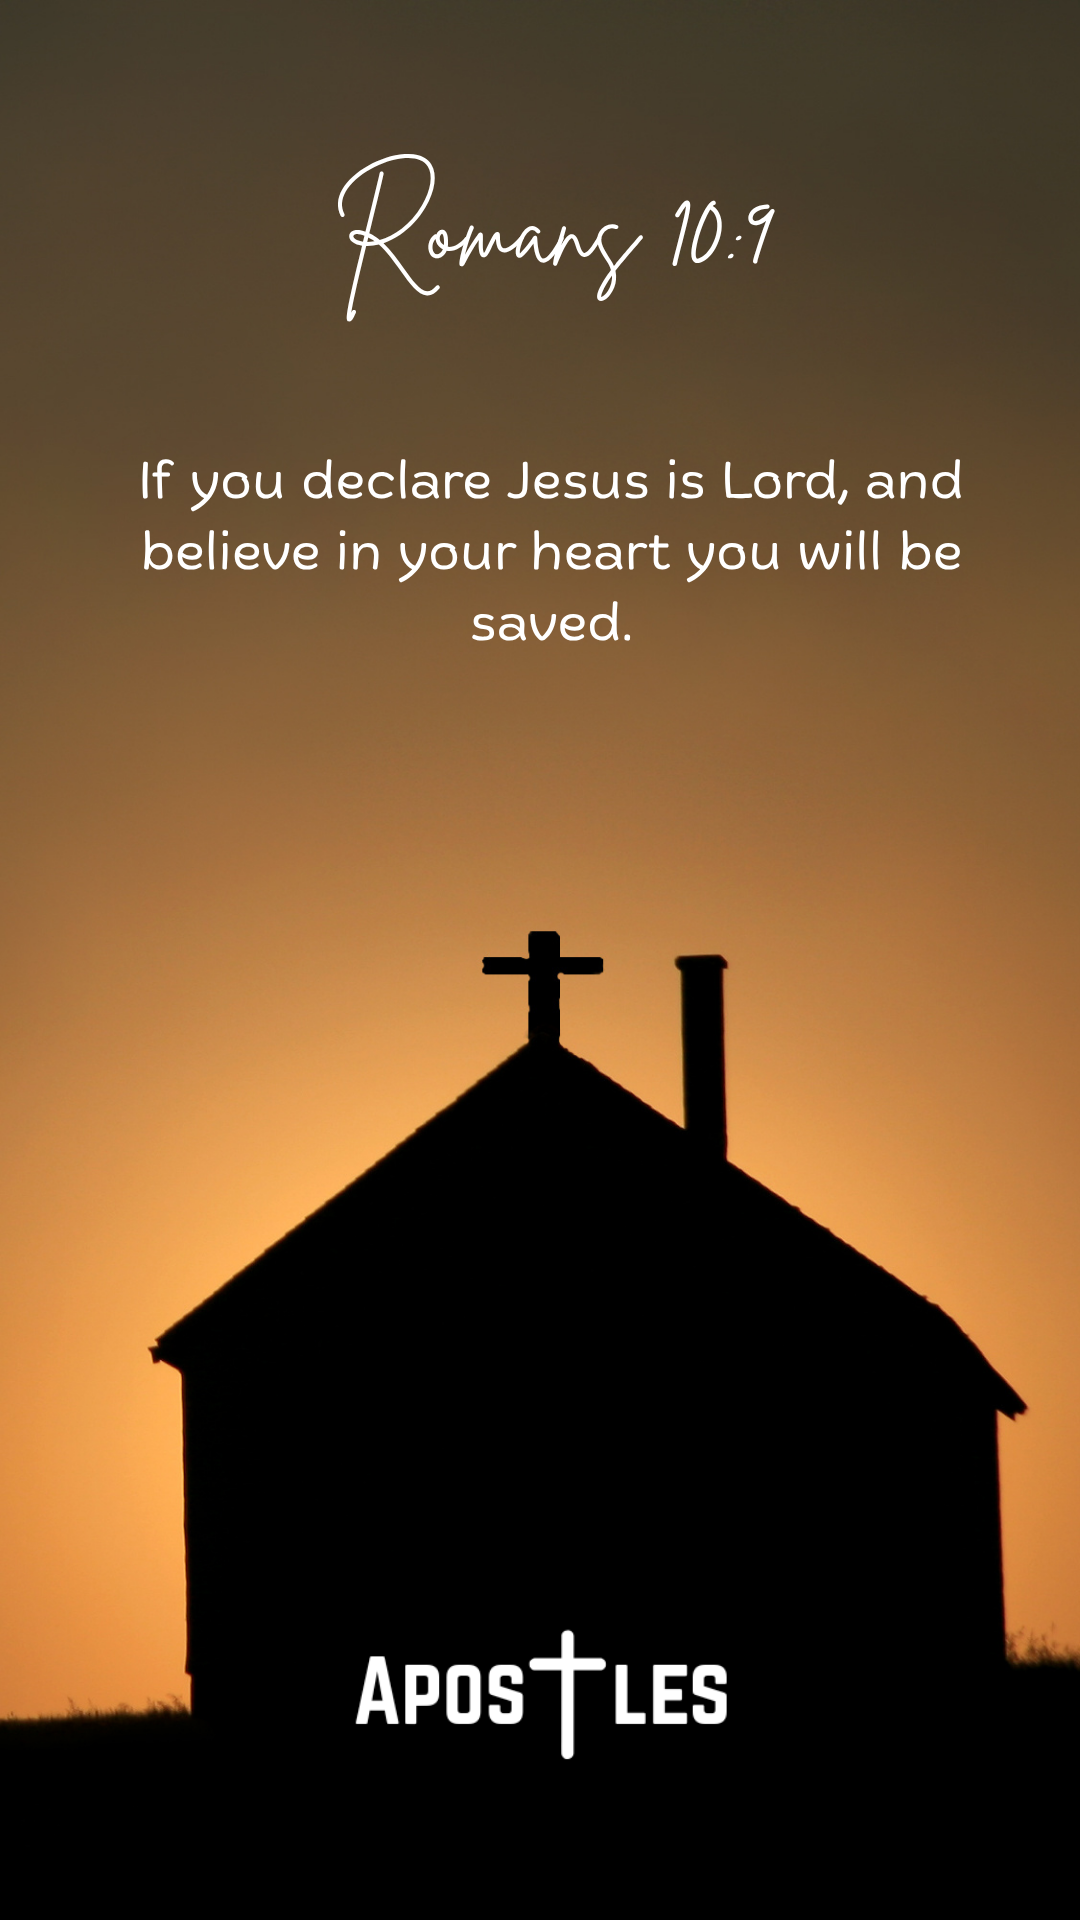 Romans 10:9
If you declare Jesus is Lord, and
believe in your heart you will be
saved.
APOSTLES